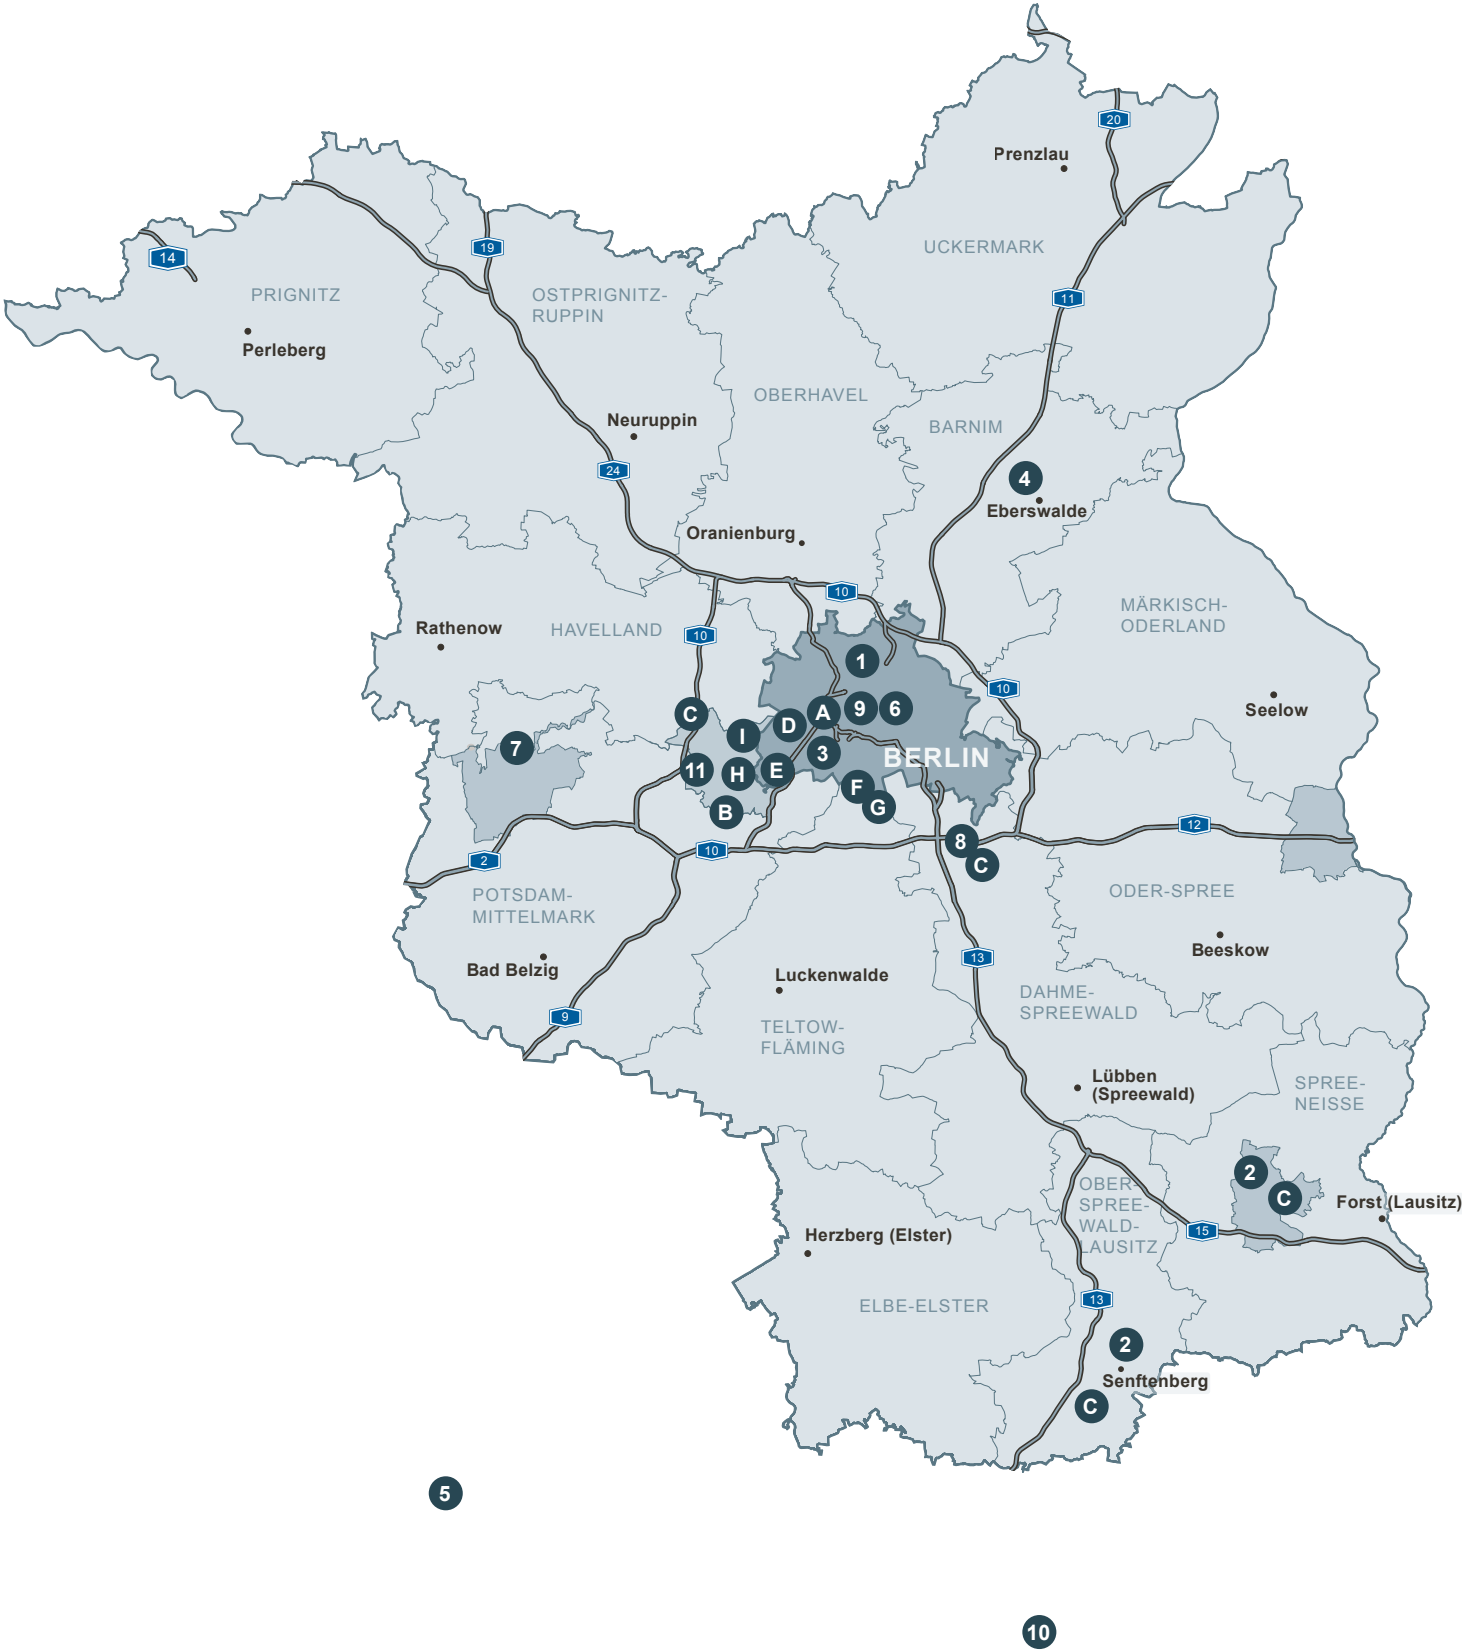 20
Prenzlau
UCKERMARK
19
14
PRIGNITZ
OSTPRIGNITZ-
RUPPIN
11
Perleberg
OBERHAVEL
Neuruppin
BARNIM
24
4
Eberswalde
Oranienburg
10
MÄRKISCH-
ODERLAND
Rathenow
HAVELLAND
10
1
10
Seelow
C
A
9
6
D
I
7
3
BERLIN
11
H
E
F
G
B
12
8
10
2
C
POTSDAM-
MITTELMARK
ODER-SPREE
Bad Belzig
Beeskow
13
Luckenwalde
DAHME-
SPREEWALD
9
TELTOW-
FLÄMING
Lübben
(Spreewald)
SPREE-
NEISSE
2
C
OBER-
SPREE-
WALD-
LAUSITZ
Forst (Lausitz)
15
Herzberg (Elster)
ELBE-ELSTER
13
2
Senftenberg
C
5
10